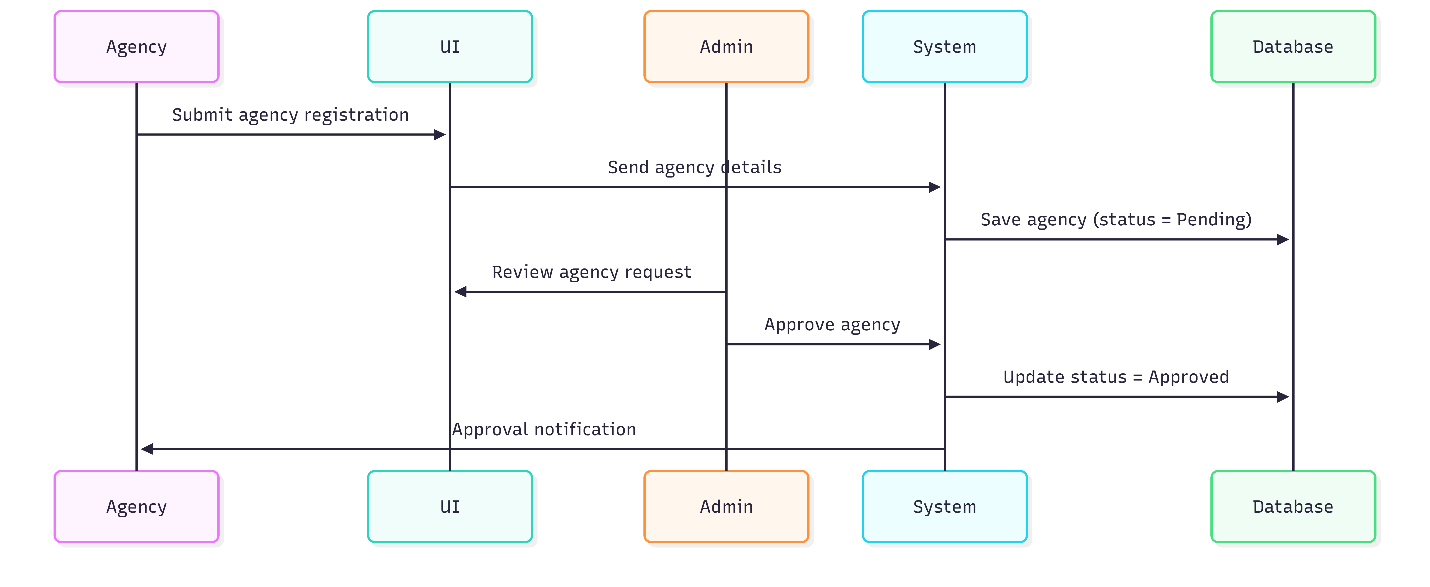 Agency
UI
Admin
System
Database
Submit agency registration
Send agency details
Save agency (status = Pending)
Review agency request
Approve agency
Update status = Approved
Approval notification
Agency
UI
Admin
System
Database